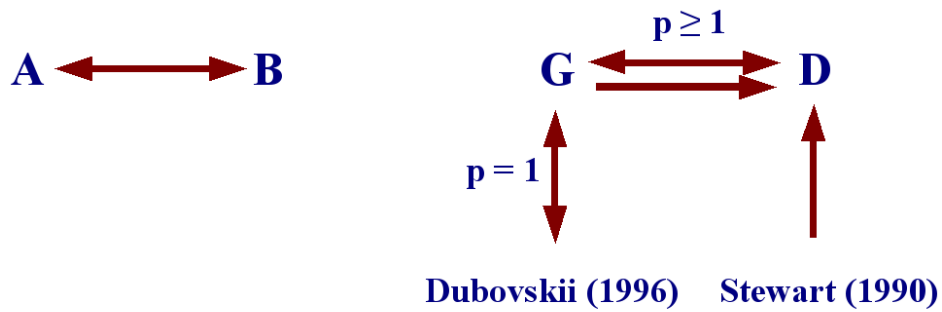 p ≥ 1
A B G D
p = 1
Dubovskii (1996) Stewart (1990)